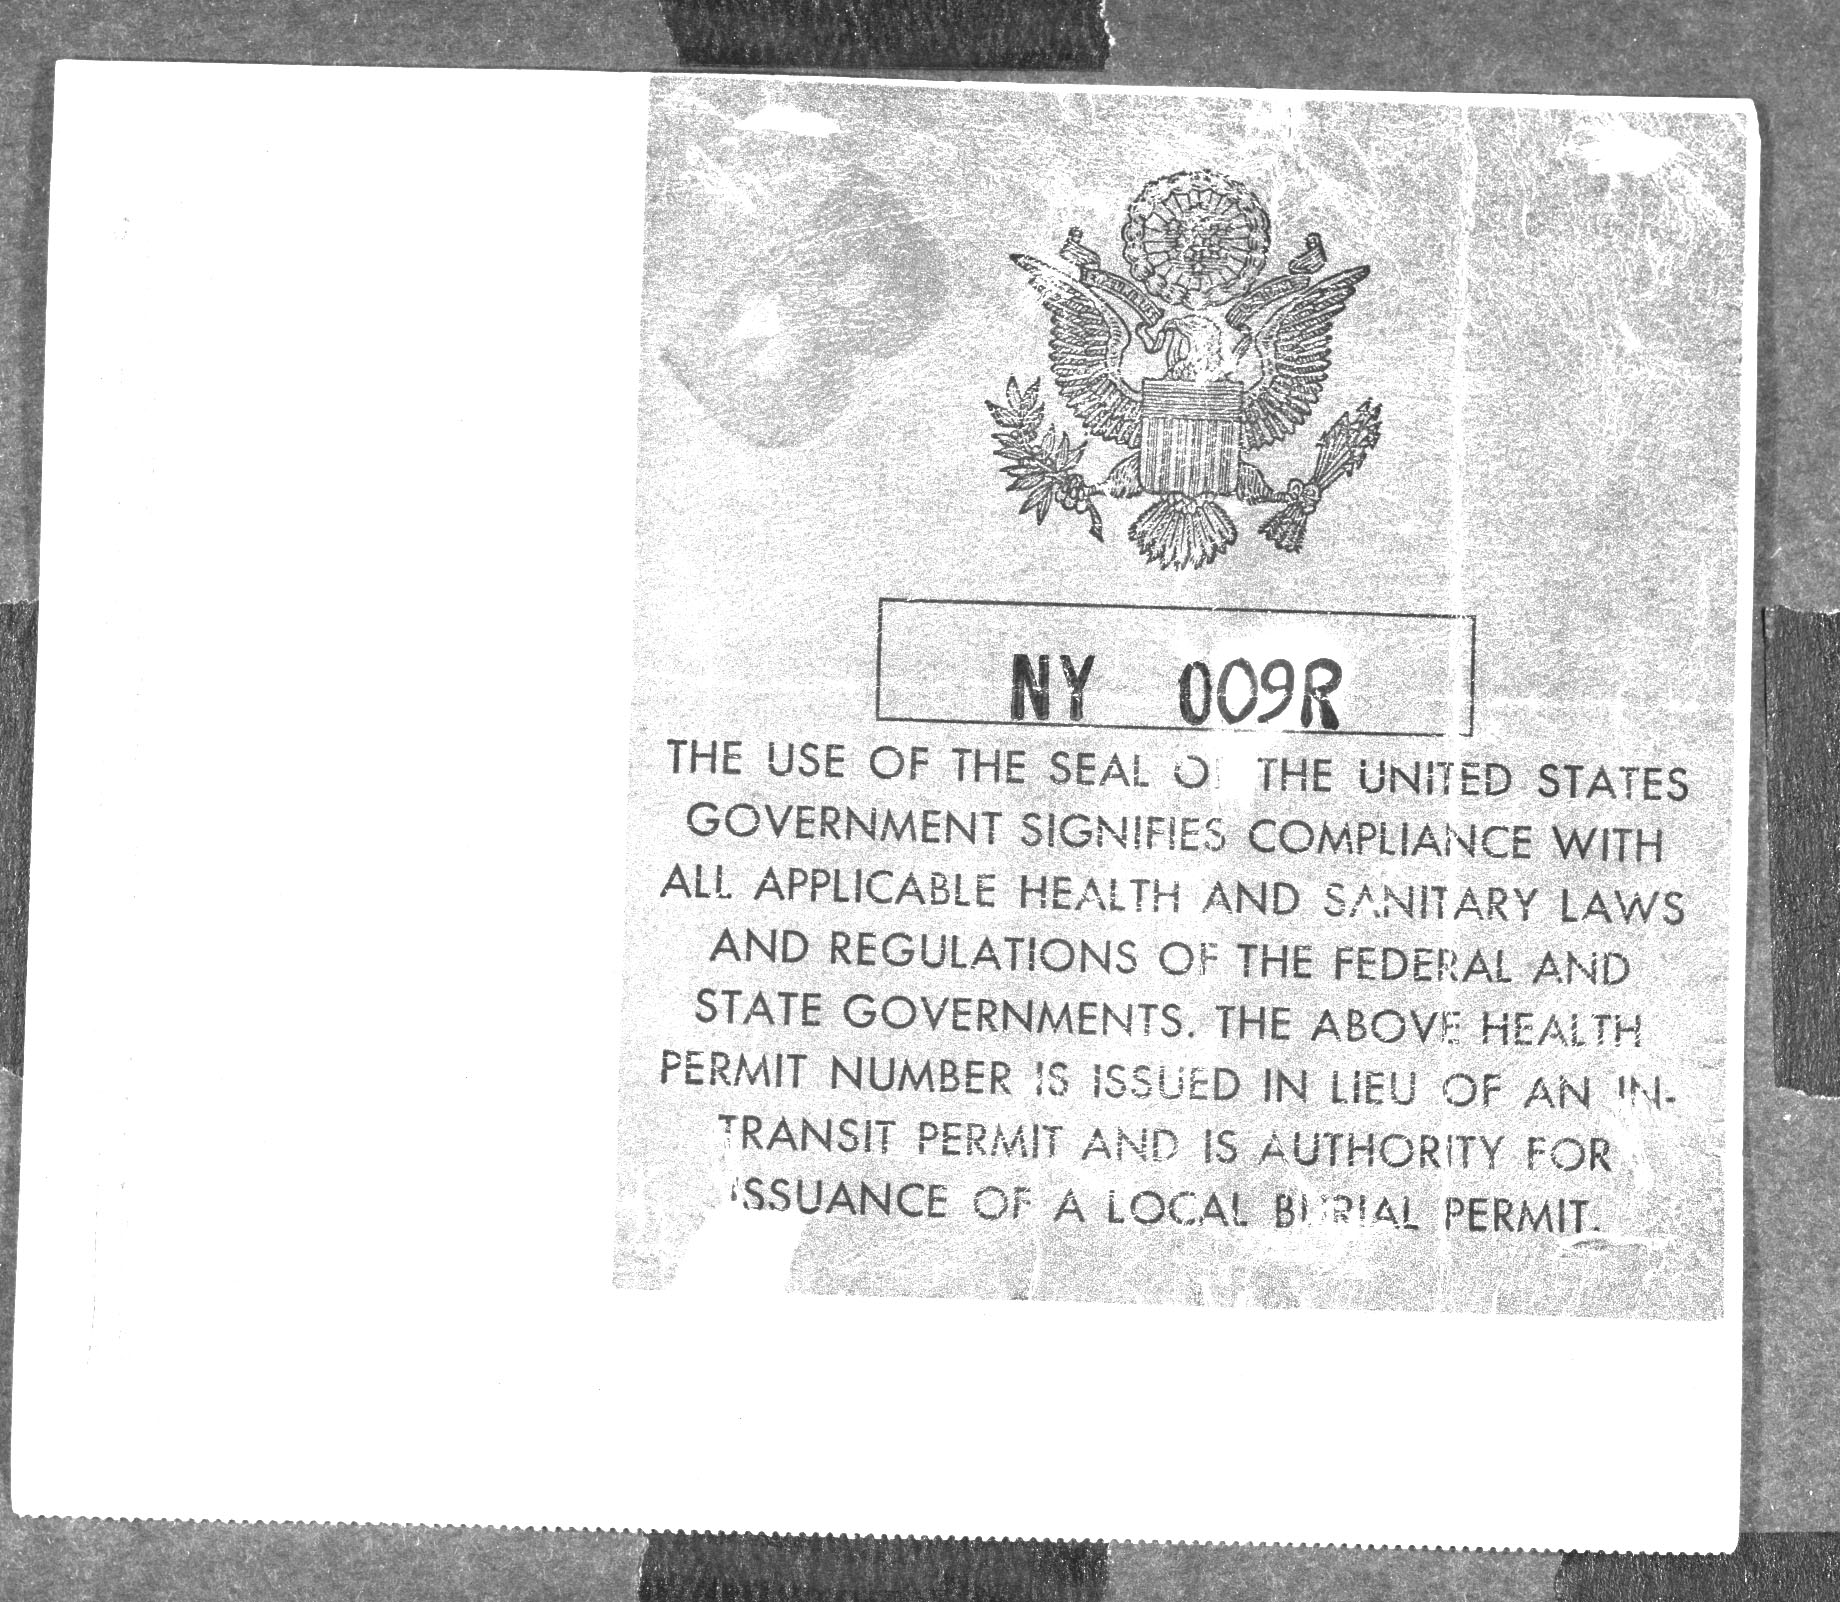 NY 009R
THE USE OF THE SEAL OF THE UNITED STATES
GOVERNMENT SIGNIFIES COMPLIANCE WITH
ALL APPLICABLE HEALTH AND SANITARY LAWS
AND REGULATIONS OF THE FEDERAL AND
STATE GOVERNMENTS. THE ABOVE HEALTH
PERMIT NUMBER IS ISSUED IN LIEU OF AN IN-
TRANSIT PERMIT AND IS AUTHORITY FOR
ISSUANCE OF A LOCAL BURIAL PERMIT.